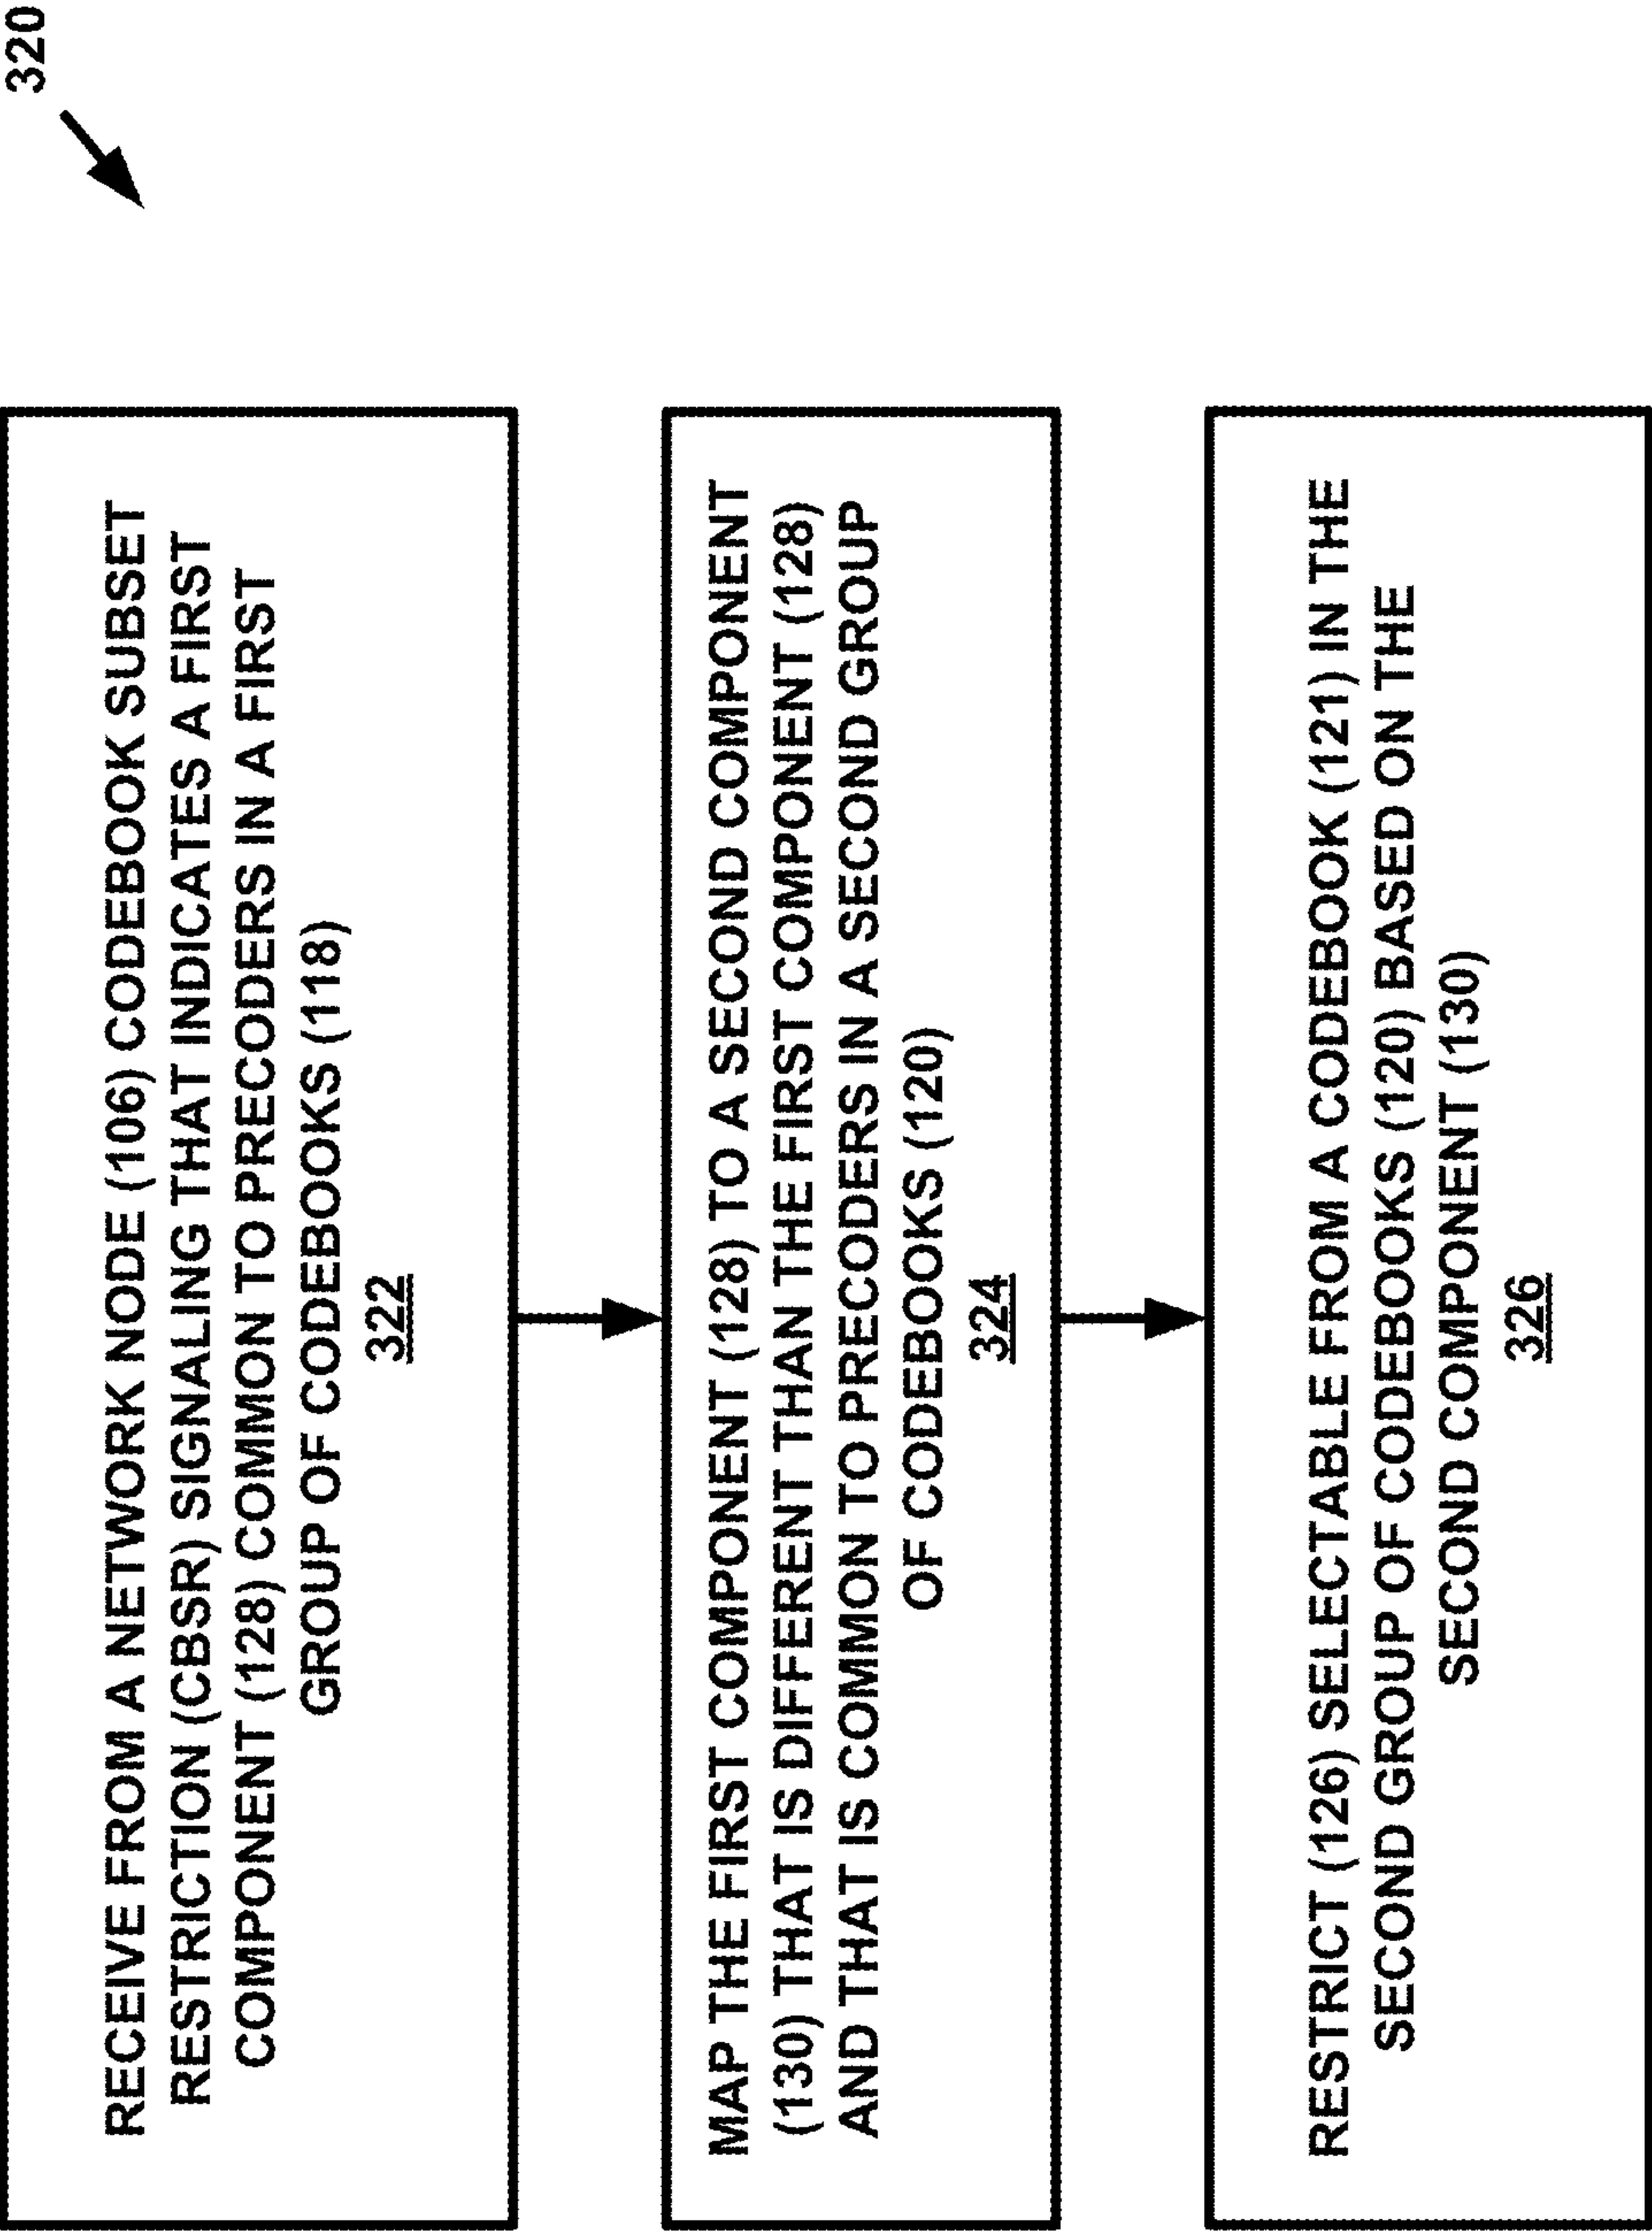 320
RECEIVE FROM A NETWORK NODE (106) CODEBOOK SUBSET
RESTRICTION (CBSR) SIGNALING THAT INDICATES A FIRST
COMPONENT (128) COMMON TO PRECODERS IN A FIRST
GROUP OF CODEBOOKS (118)
322
MAP THE FIRST COMPONENT (128) TO A SECOND COMPONENT
(130) THAT IS DIFFERENT THAN THE FIRST COMPONENT (128)
AND THAT IS COMMON TO PRECODERS IN A SECOND GROUP
OF CODEBOOKS (120)
324
RESTRICT (126) SELECTABLE FROM A CODEBOOK (121) IN THE
SECOND GROUP OF CODEBOOKS (120) BASED ON THE
SECOND COMPONENT (130)
326